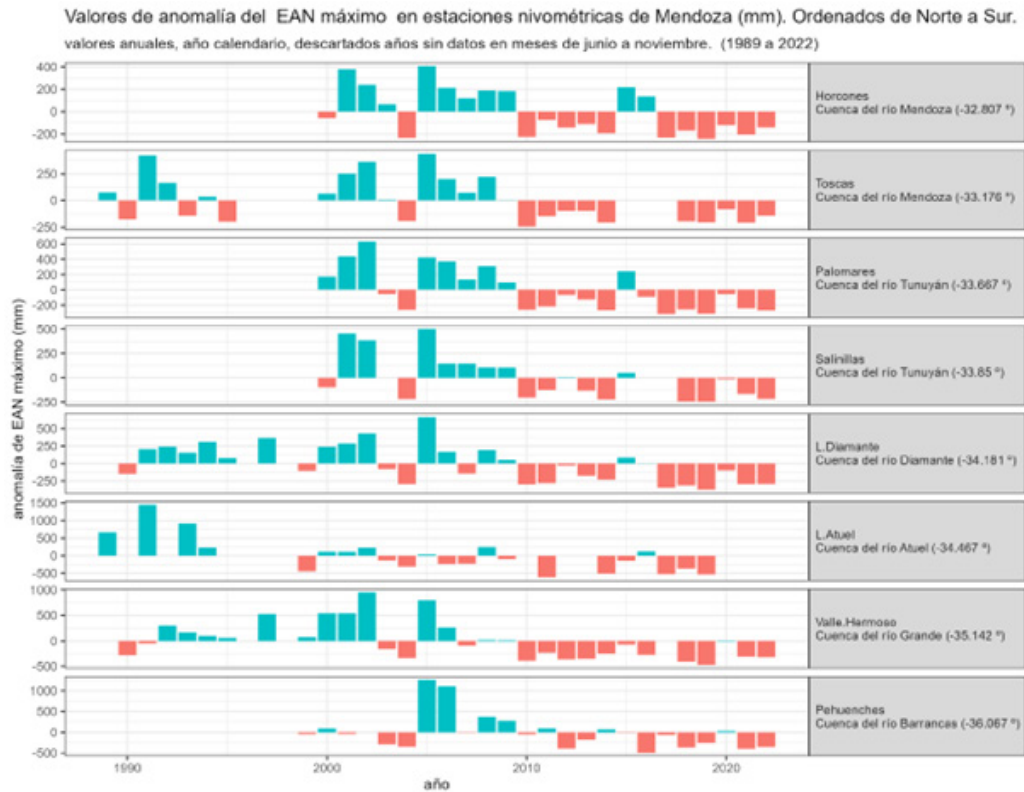 Valores de anomalía del  EAN máximo  en estaciones nivométricas de Mendoza (mm). Ordenados de Norte a Sur.
valores anuales, año calendario, descartados años sin datos en meses de junio a noviembre.  (1989 a 2022)
anomalía de EAN máximo (mm)
400
200
0
-200
Horcones
Cuenca del río Mendoza (-32.807 º)
250
0
-250
Toscas
Cuenca del río Mendoza (-33.176 º)
600
400
200
0
-200
Palomares
Cuenca del río Tunuyán (-33.667 º)
500
250
0
-250
Salinillas
Cuenca del río Tunuyán (-33.85 º)
500
250
0
-250
L.Diamante
Cuenca del río Diamante (-34.181 º)
1500
1000
500
0
-500
L.Atuel
Cuenca del río Atuel (-34.467 º)
1000
500
0
-500
Valle.Hermoso
Cuenca del río Grande (-35.142 º)
1000
500
0
-500
Pehuenches
Cuenca del río Barrancas (-36.067 º)
1990
2000
2010
2020
año